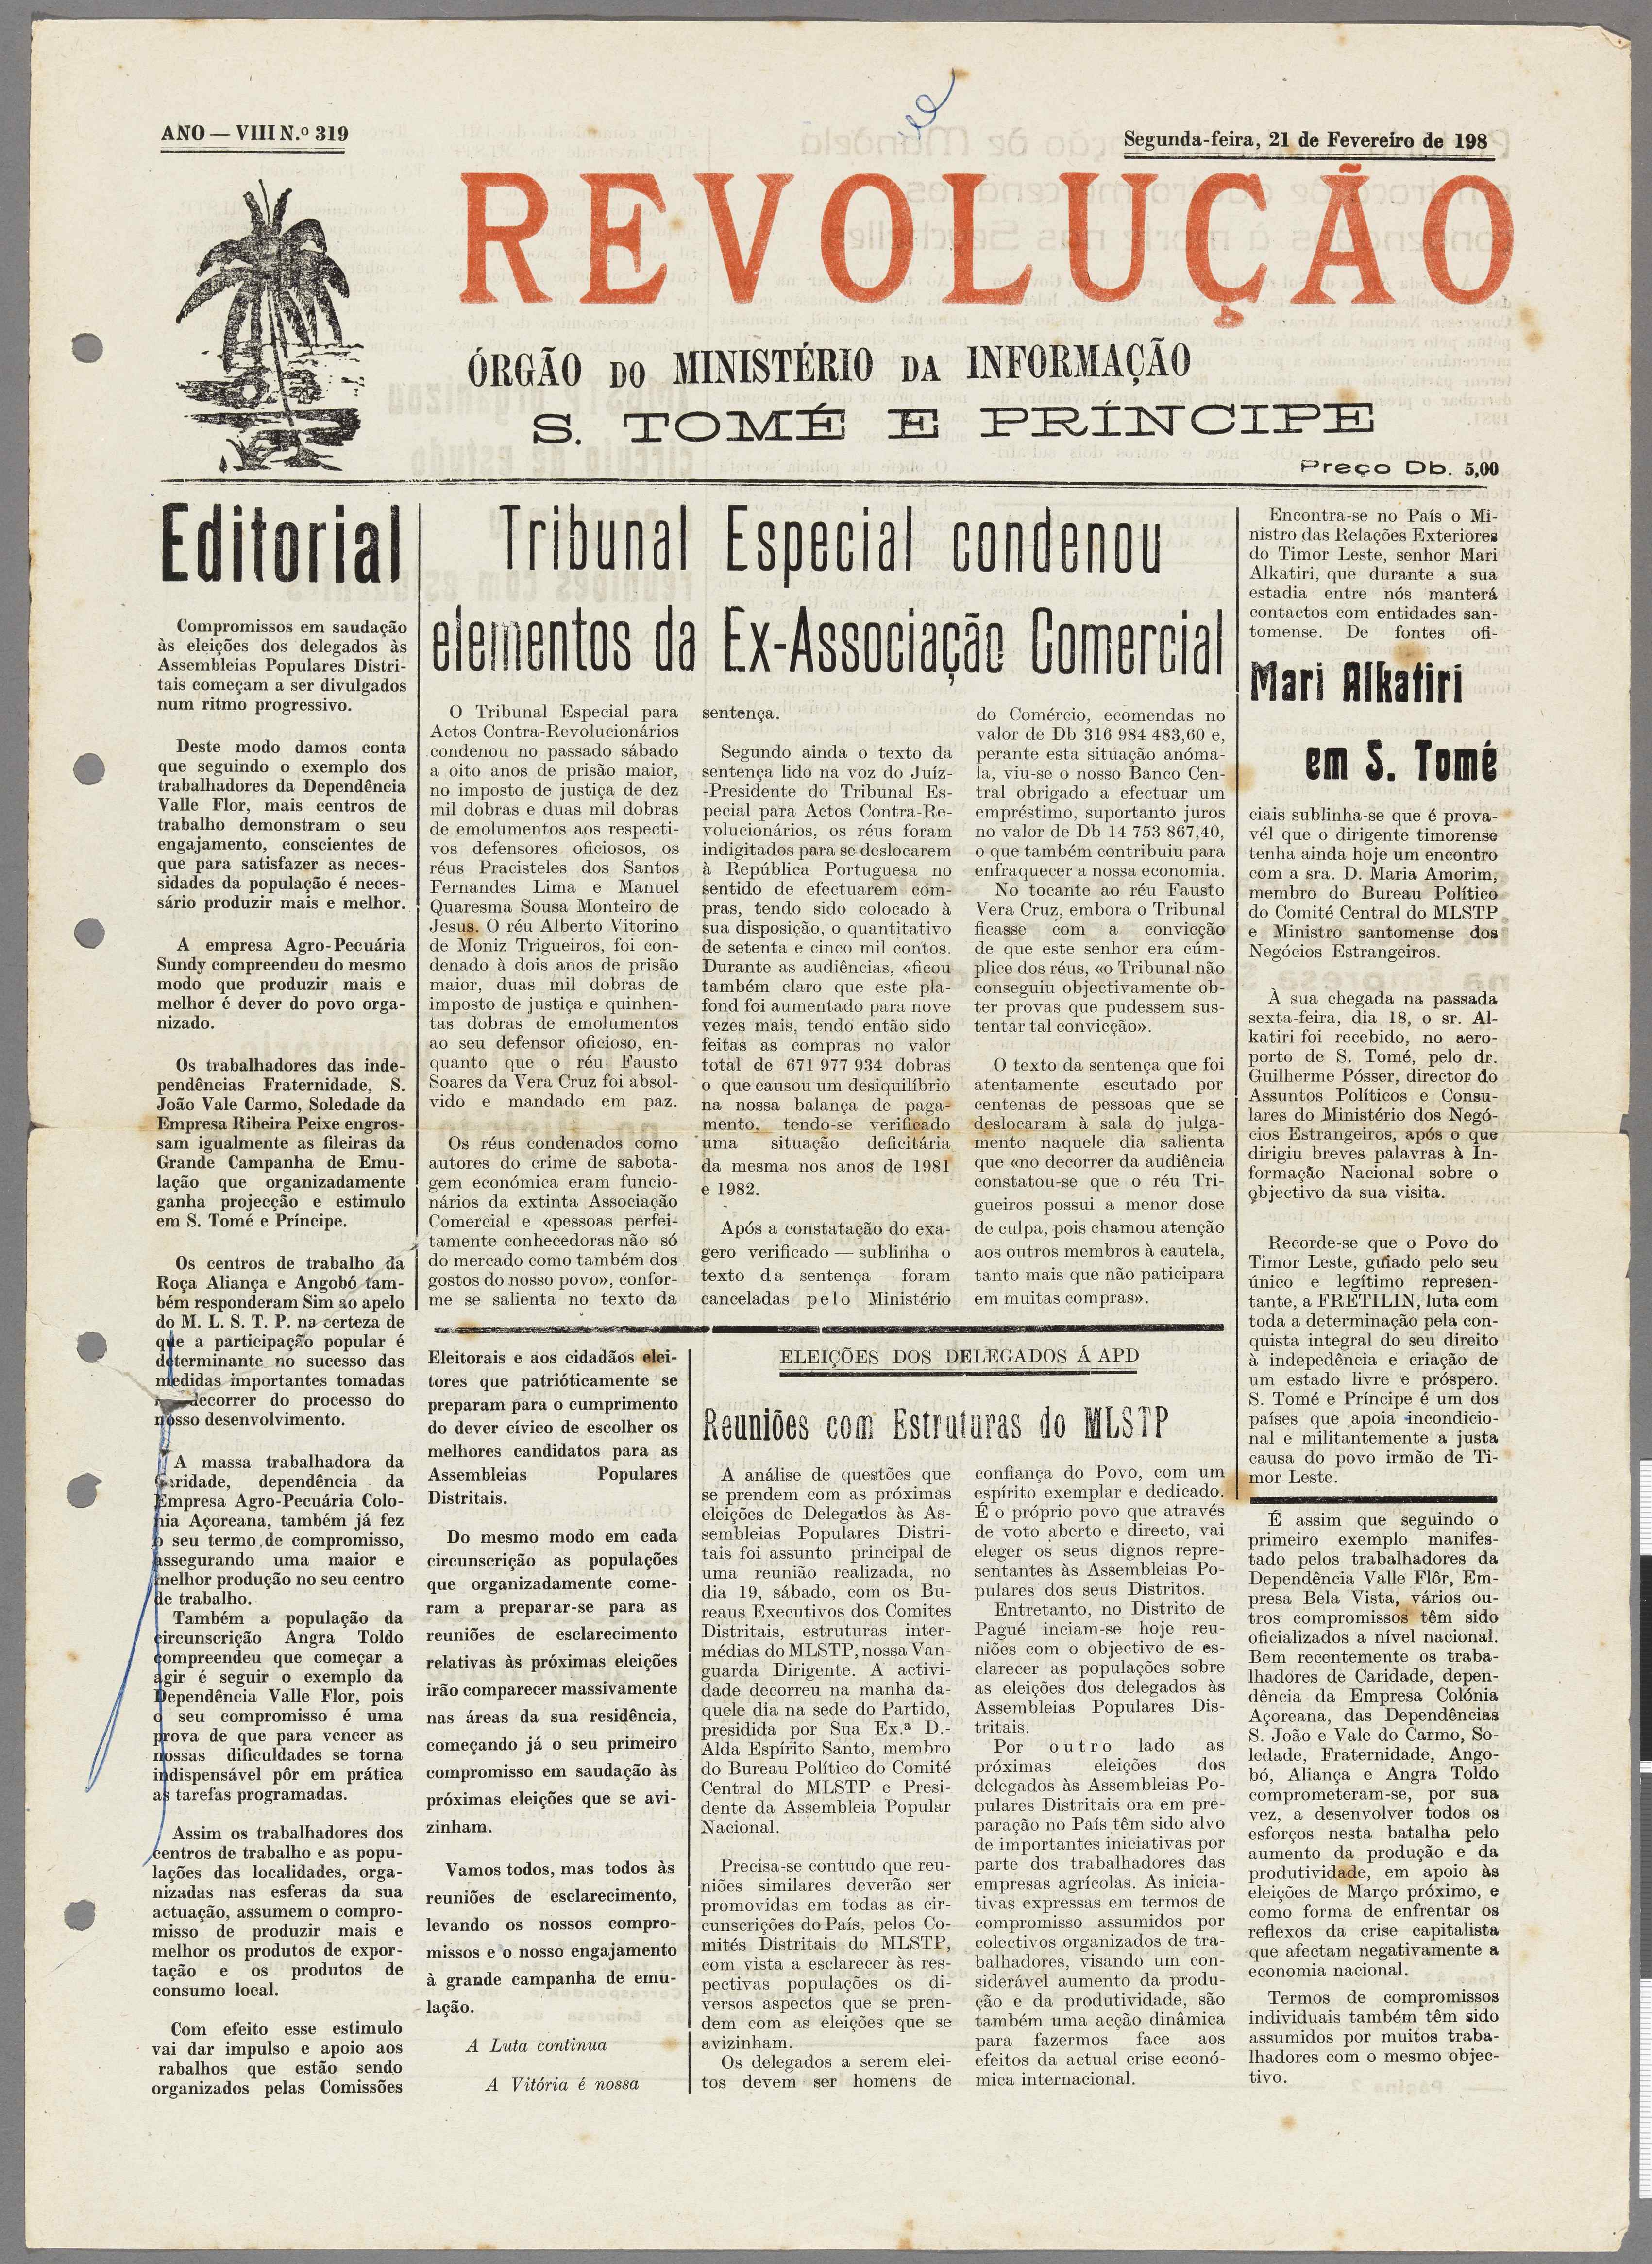 ANO — VIII N.º 319
Segunda-feira, 21 de Fevereiro de 198
REVOLUÇÃO
ÓRGÃO DO MINISTÉRIO DA INFORMAÇÃO
S. TOMÉ E PRÍNCIPE
Preço Db. 5,00
Editorial
Compromissos em saudação
às eleições dos delegados às
Assembleias Populares Distri-
tais começam a ser divulgados
num ritmo progressivo.
Deste modo damos conta
que seguindo o exemplo dos
trabalhadores da Dependência
Valle Flor, mais centros de
trabalho demonstram o seu
engajamento, conscientes de
que para satisfazer as neces-
sidades da população é neces-
sário produzir mais e melhor.
A empresa Agro-Pecuária
Sundy compreendeu do mesmo
modo que produzir mais e
melhor é dever do povo orga-
nizado.
Os trabalhadores das inde-
pendências Fraternidade, S.
João Vale Carmo, Soledade da
Empresa Ribeira Peixe engros-
sam igualmente as fileiras da
Grande Campanha de Emu-
lação que organizadamente
ganha projecção e estimulo
em S. Tomé e Príncipe.
Os centros de trabalho da
Roça Aliança e Angobó tam-
bém responderam Sim ao apelo
do M. L. S. T. P. na certeza de
que a participação popular é
determinante no sucesso das
medidas importantes tomadas
decorrer do processo do
nosso desenvolvimento.
A massa trabalhadora da
Caridade, dependência da
Empresa Agro-Pecuária Colo-
nia Açoreana, também já fez
o seu termo de compromisso,
assegurando uma maior e
melhor produção no seu centro
de trabalho.
Também a população da
circunscrição Angra Toldo
compreendeu que começar a
agir é seguir o exemplo da
Dependência Valle Flor, pois
o seu compromisso é uma
prova de que para vencer as
nossas dificuldades se torna
indispensável pôr em prática
as tarefas programadas.
Assim os trabalhadores dos
centros de trabalho e as popu-
lações das localidades, orga-
nizadas nas esferas da sua
actuação, assumem o compro-
misso de produzir mais e
melhor os produtos de expor-
tação e os produtos de
consumo local.
Com efeito esse estimulo
vai dar impulso e apoio aos
rabalhos que estão sendo
organizados pelas Comissões
Eleitorais e aos cidadãos elei-
tores que patrióticamente se
preparam para o cumprimento
do dever cívico de escolher os
melhores candidatos para as
Assembleias Populares
Distritais.
Do mesmo modo em cada
circunscrição as populações
que organizadamente come-
ram a preparar-se para as
reuniões de esclarecimento
relativas às próximas eleições
irão comparecer massivamente
nas áreas da sua residência,
começando já o seu primeiro
compromisso em saudação às
próximas eleições que se avi-
zinham.
Vamos todos, mas todos às
reuniões de esclarecimento,
levando os nossos compro-
missos e o nosso engajamento
à grande campanha de emu-
lação.
A Luta continua
A Vitória é nossa
Tribunal Especial condenou
elementos da Ex-Associação Comercial
O Tribunal Especial para
Actos Contra-Revolucionários
condenou no passado sábado
a oito anos de prisão maior,
no imposto de justiça de dez
mil dobras e duas mil dobras
de emolumentos aos respecti-
vos defensores oficiosos, os
réus Pracisteles dos Santos
Fernandes Lima e Manuel
Quaresma Sousa Monteiro de
Jesus. O réu Alberto Vitorino
de Moniz Trigueiros, foi con-
denado à dois anos de prisão
maior, duas mil dobras de
imposto de justiça e quinhen-
tas dobras de emolumentos
ao seu defensor oficioso, en-
quanto que o réu Fausto
Soares da Vera Cruz foi absol-
vido e mandado em paz.
Os réus condenados como
autores do crime de sabota-
gem económica eram funcio-
nários da extinta Associação
Comercial e «pessoas perfei-
tamente conhecedoras não só
do mercado como também dos
gostos do nosso povo», confor-
me se salienta no texto da
sentença.
Segundo ainda o texto da
sentença lido na voz do Juíz-
-Presidente do Tribunal Es-
pecial para Actos Contra-Re-
volucionários, os réus foram
indigitados para se deslocarem
à República Portuguesa no
sentido de efectuarem com-
pras, tendo sido colocado à
sua disposição, o quantitativo
de setenta e cinco mil contos.
Durante as audiências, «ficou
também claro que este pla-
fond foi aumentado para nove
vezes mais, tendo então sido
feitas as compras no valor
total de 671 977 934 dobras
o que causou um desiquilíbrio
na nossa balança de paga-
mento, tendo-se verificado
uma situação deficitária
da mesma nos anos de 1981
e 1982.
Após a constatação do exa-
gero verificado — sublinha o
texto da sentença — foram
canceladas pelo Ministério
do Comércio, ecomendas no
valor de Db 316 984 483,60 e,
perante esta situação anóma-
la, viu-se o nosso Banco Cen-
tral obrigado a efectuar um
empréstimo, suportanto juros
no valor de Db 14 753 867,40,
o que também contribuiu para
enfraquecer a nossa economia.
No tocante ao réu Fausto
Vera Cruz, embora o Tribunal
ficasse com a convicção
de que este senhor era cúm-
plice dos réus, «o Tribunal não
conseguiu objectivamente ob-
ter provas que pudessem sus-
tentar tal convicção».
O texto da sentença que foi
atentamente escutado por
centenas de pessoas que se
deslocaram à sala do julga-
mento naquele dia salienta
que «no decorrer da audiência
constatou-se que o réu Tri-
gueiros possui a menor dose
de culpa, pois chamou atenção
aos outros membros à cautela,
tanto mais que não paticipara
em muitas compras».
ELEIÇÕES DOS DELEGADOS Á APD
Reuniões com Estruturas do MLSTP
A análise de questões que
se prendem com as próximas
eleições de Delegados às As-
sembleias Populares Distri-
tais foi assunto principal de
uma reunião realizada, no
dia 19, sábado, com os Bu-
reaus Executivos dos Comites
Distritais, estruturas inter-
médias do MLSTP, nossa Van-
guarda Dirigente. A activi-
dade decorreu na manha da-
quele dia na sede do Partido,
presidida por Sua Ex.ª D.-
Alda Espírito Santo, membro
do Bureau Político do Comité
Central do MLSTP e Presi-
dente da Assembleia Popular
Nacional.
Precisa-se contudo que reu-
niões similares deverão ser
promovidas em todas as cir-
cunscrições do País, pelos Co-
mités Distritais do MLSTP,
com vista a esclarecer às res-
pectivas populações os di-
versos aspectos que se pren-
dem com as eleições que se
avizinham.
Os delegados a serem elei-
tos devem ser homens de
confiança do Povo, com um
espírito exemplar e dedicado.
É o próprio povo que através
de voto aberto e directo, vai
eleger os seus dignos repre-
sentantes às Assembleias Po-
pulares dos seus Distritos.
Entretanto, no Distrito de
Pagué inciam-se hoje reu-
niões com o objectivo de es-
clarecer as populações sobre
as eleições dos delegados às
Assembleias Populares Dis-
tritais.
Por outro lado as
próximas eleições dos
delegados às Assembleias Po-
pulares Distritais ora em pre-
paração no País têm sido alvo
de importantes iniciativas por
parte dos trabalhadores das
empresas agrícolas. As inicia-
tivas expressas em termos de
compromisso assumidos por
colectivos organizados de tra-
balhadores, visando um con-
siderável aumento da produ-
ção e da produtividade, são
também uma acção dinâmica
para fazermos face aos
efeitos da actual crise econó-
mica internacional.
Encontra-se no País o Mi-
nistro das Relações Exteriores
do Timor Leste, senhor Mari
Alkatiri, que durante a sua
estadia entre nós manterá
contactos com entidades san-
tomense. De fontes ofi-
Mari Alkatiri
em S. Tomé
ciais sublinha-se que é prova-
vél que o dirigente timorense
tenha ainda hoje um encontro
com a sra. D. Maria Amorim,
membro do Bureau Político
do Comité Central do MLSTP
e Ministro santomense dos
Negócios Estrangeiros.
À sua chegada na passada
sexta-feira, dia 18, o sr. Al-
katiri foi recebido, no aero-
porto de S. Tomé, pelo dr.
Guilherme Pósser, director do
Assuntos Políticos e Consu-
lares do Ministério dos Negó-
cios Estrangeiros, após o que
dirigiu breves palavras à In-
formação Nacional sobre o
objectivo da sua visita.
Recorde-se que o Povo do
Timor Leste, guiado pelo seu
único e legítimo represen-
tante, a FRETILIN, luta com
toda a determinação pela con-
quista integral do seu direito
à indepedência e criação de
um estado livre e próspero.
S. Tomé e Príncipe é um dos
países que apoia incondicio-
nal e militantemente a justa
causa do povo irmão de Ti-
mor Leste.
É assim que seguindo o
primeiro exemplo manifes-
tado pelos trabalhadores da
Dependência Valle Flôr, Em-
presa Bela Vista, vários ou-
tros compromissos têm sido
oficializados a nível nacional.
Bem recentemente os traba-
lhadores de Caridade, depen-
dência da Empresa Colónia
Açoreana, das Dependências
S. João e Vale do Carmo, So-
ledade, Fraternidade, Ango-
bó, Aliança e Angra Toldo
comprometeram-se, por sua
vez, a desenvolver todos os
esforços nesta batalha pelo
aumento da produção e da
produtividade, em apoio às
eleições de Março próximo, e
como forma de enfrentar os
reflexos da crise capitalista
que afectam negativamente a
economia nacional.
Termos de compromissos
individuais também têm sido
assumidos por muitos traba-
lhadores com o mesmo objec-
tivo.